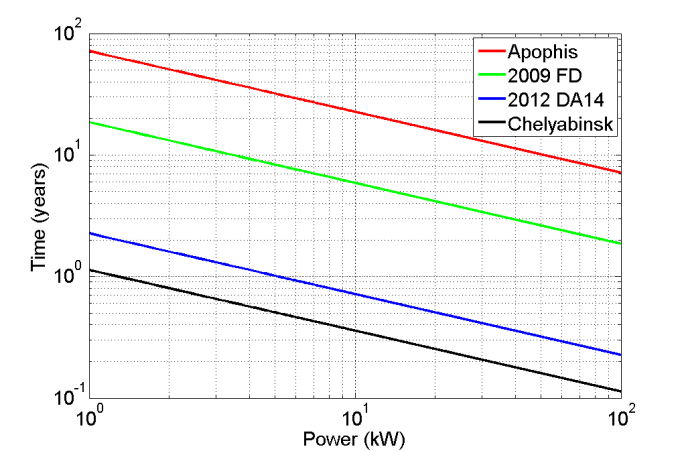 10^2
10^1
10^0
10^-1
Time (years)
Apophis
2009 FD
2012 DA14
Chelyabinsk
10^0
10^1
10^2
Power (kW)